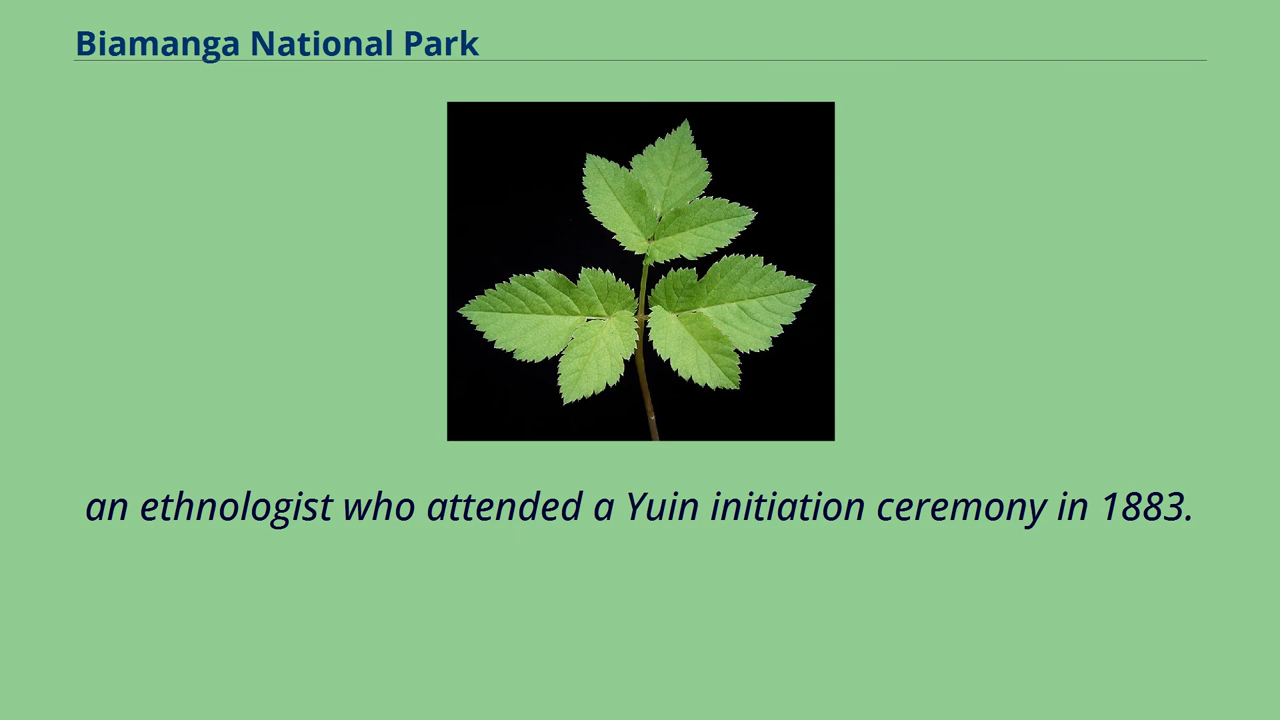 Biamanga National Park
an ethnologist who attended a Yuin initiation ceremony in 1883.